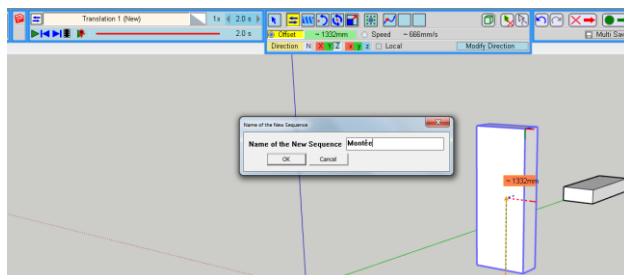 Translation 1 (New) 1x 2.0 s
2.0 s
Offset ~ 1332mm Speed ~ 666mm/s
Direction N X Y Z x y z Local Modify Direction
Multi Sav
Name of the New Sequence
Name of the New Sequence Montée
OK Cancel
~ 1332mm